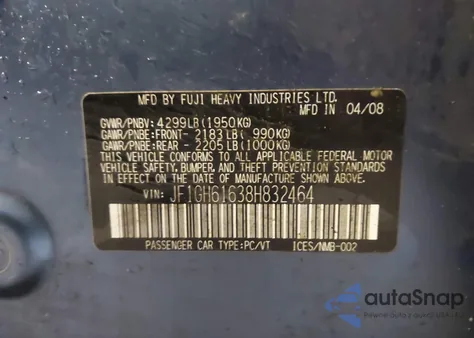 MFD BY FUJI HEAVY INDUSTRIES LTD.
MFD IN 04/08
GVWR/PNBV: 4299LB (1950KG)
GAWR/PNBE: FRONT- 2183LB ( 990KG)
GAWR/PNBE: REAR - 2205LB (1000KG)
THIS VEHICLE CONFORMS TO ALL APPLICABLE FEDERAL MOTOR
VEHICLE SAFETY, BUMPER, AND THEFT PREVENTION STANDARDS
IN EFFECT ON THE DATE OF MANUFACTURE SHOWN ABOVE.
VIN: JF1GH61638H832464
PASSENGER CAR TYPE:PC/VT ICES/NMB-002
autoSnap